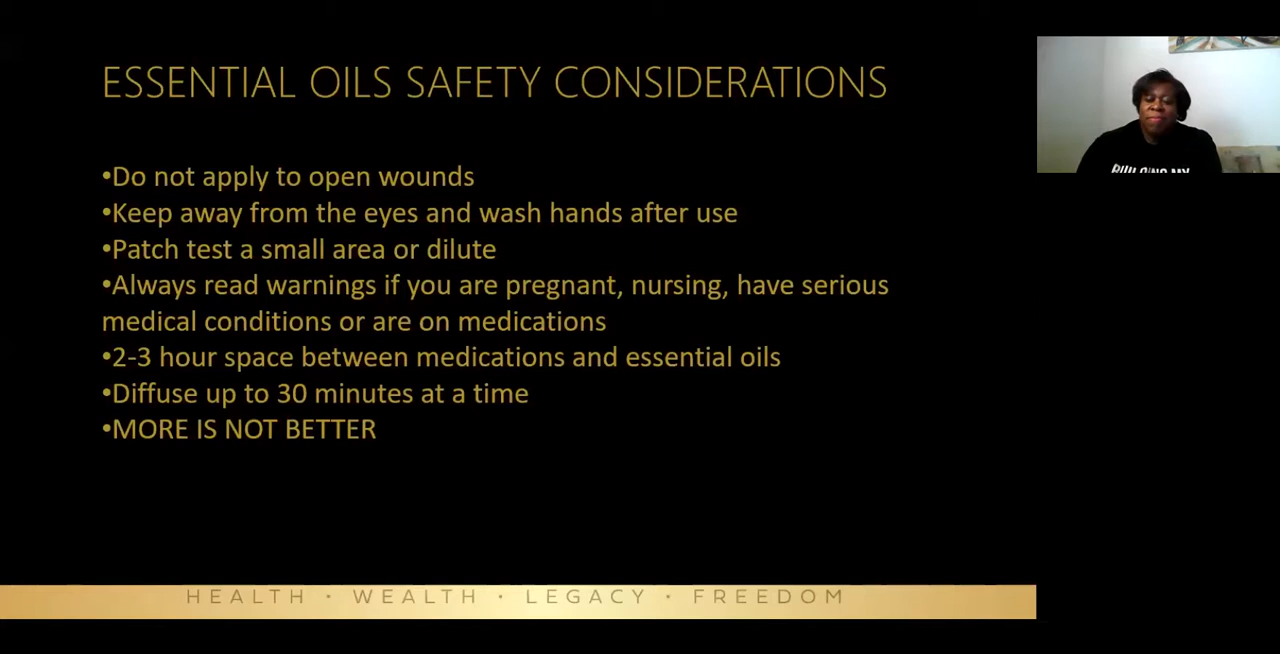 ESSENTIAL OILS SAFETY CONSIDERATIONS
•Do not apply to open wounds
•Keep away from the eyes and wash hands after use
•Patch test a small area or dilute
•Always read warnings if you are pregnant, nursing, have serious
medical conditions or are on medications
•2-3 hour space between medications and essential oils
•Diffuse up to 30 minutes at a time
•MORE IS NOT BETTER
BUILDING MY
HEALTH · WEALTH · LEGACY · FREEDOM